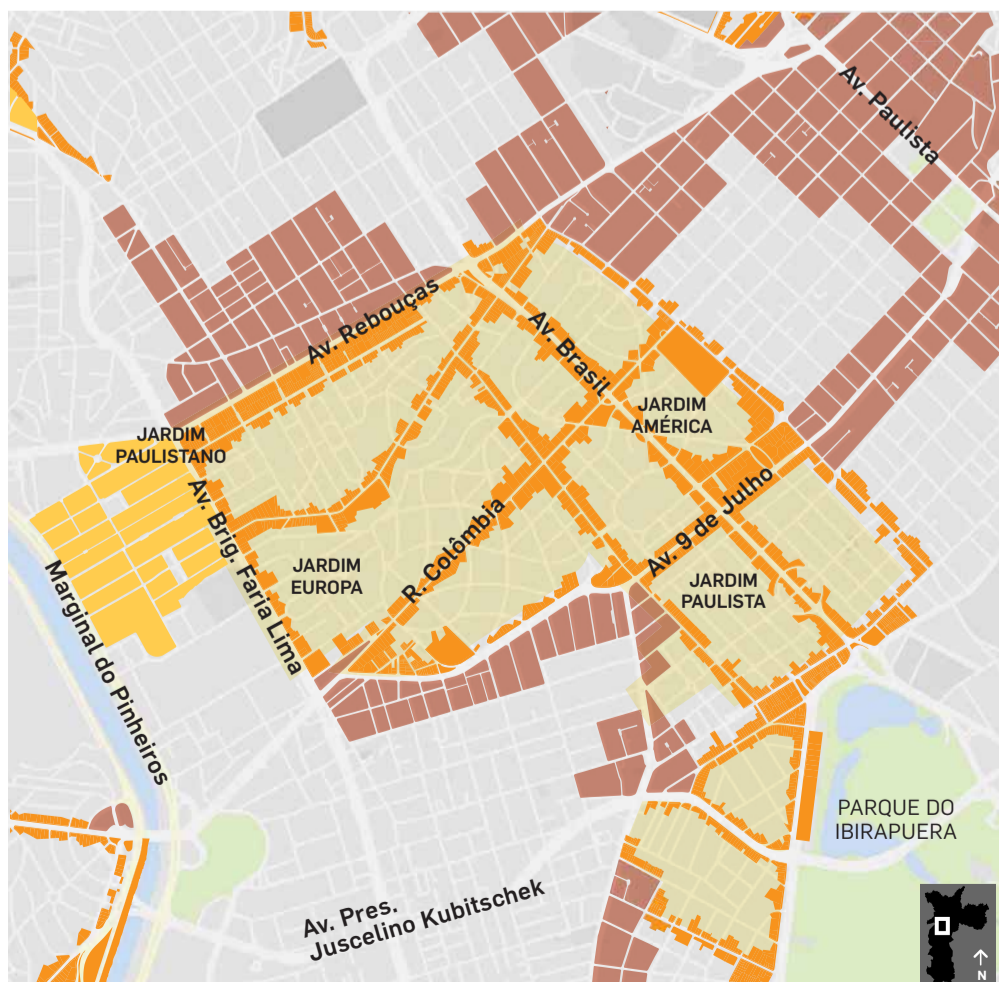 Av. Paulista
Av. Rebouças
Av. Brasil
JARDIM
AMÉRICA
JARDIM
PAULISTANO
Av. Brig. Faria Lima
R. Colômbia
Av. 9 de Julho
JARDIM
EUROPA
JARDIM
PAULISTA
Marginal do Pinheiros
PARQUE DO
IBIRAPUERA
Av. Pres.
Juscelino Kubitschek
N